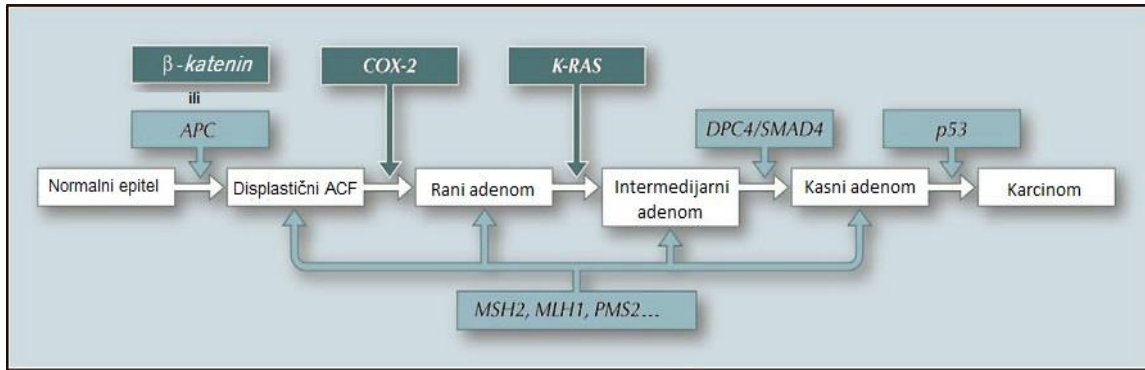 β-katenin
COX-2
K-RAS
ili
APC
DPC4/SMAD4
p53
Normalni epitel
Displastični ACF
Rani adenom
Intermedijarni
adenom
Kasni adenom
Karcinom
MSH2, MLH1, PMS2...